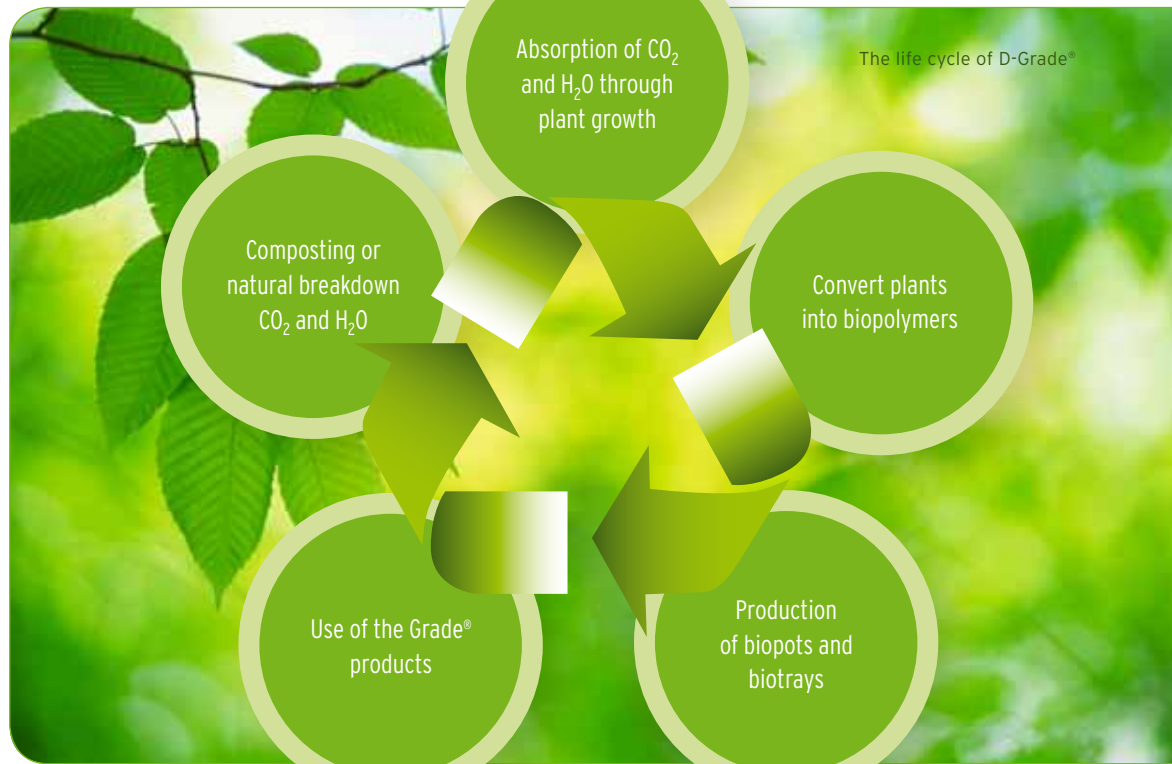 The life cycle of D-Grade®
Absorption of CO₂
and H₂O through
plant growth
Convert plants
into biopolymers
Production
of biopots and
biotrays
Use of the Grade®
products
Composting or
natural breakdown
CO₂ and H₂O